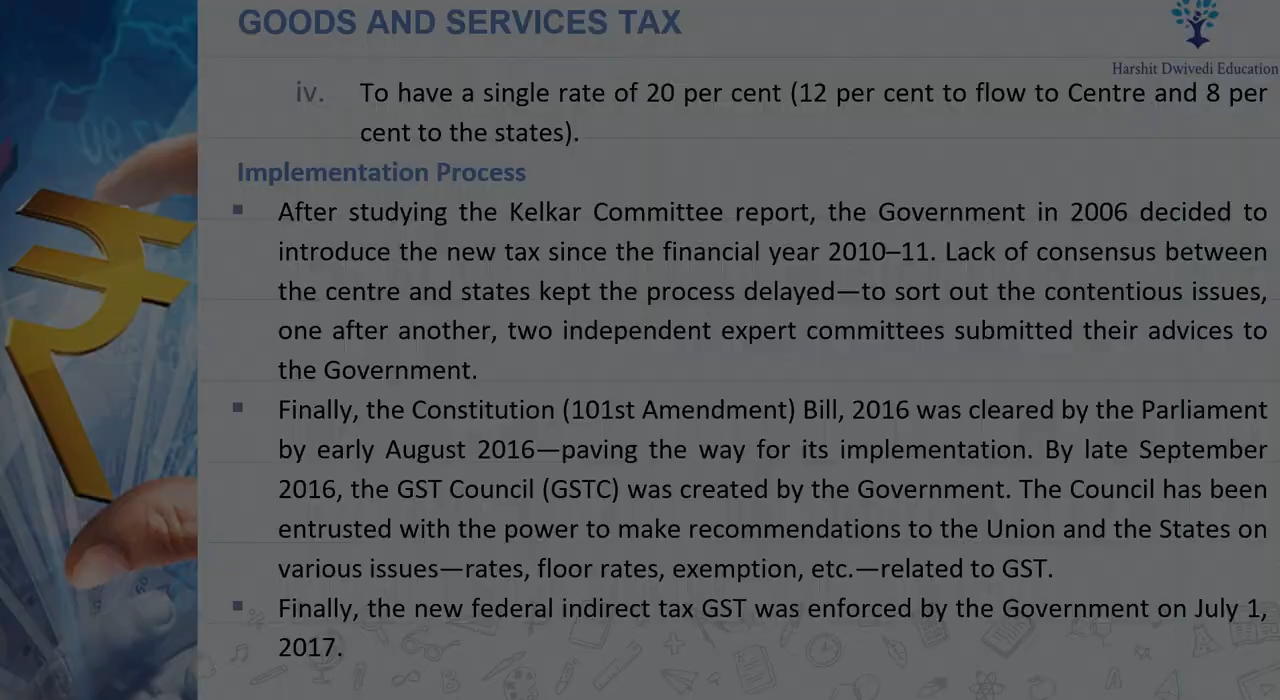 GOODS AND SERVICES TAX
Harshit Dwivedi Education
iv. To have a single rate of 20 per cent (12 per cent to flow to Centre and 8 per
cent to the states).
Implementation Process
▪ After studying the Kelkar Committee report, the Government in 2006 decided to
introduce the new tax since the financial year 2010–11. Lack of consensus between
the centre and states kept the process delayed—to sort out the contentious issues,
one after another, two independent expert committees submitted their advices to
the Government.
▪ Finally, the Constitution (101st Amendment) Bill, 2016 was cleared by the Parliament
by early August 2016—paving the way for its implementation. By late September
2016, the GST Council (GSTC) was created by the Government. The Council has been
entrusted with the power to make recommendations to the Union and the States on
various issues—rates, floor rates, exemption, etc.—related to GST.
▪ Finally, the new federal indirect tax GST was enforced by the Government on July 1,
2017.